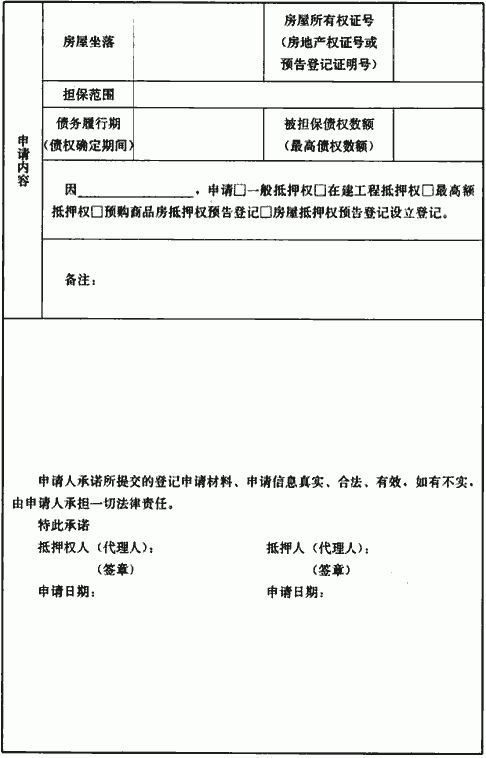 申请内容
房屋坐落
房屋所有权证号
(房地产权证号或
预告登记证明号)
担保范围
债务履行期
(债权确定期间)
被担保债权数额
(最高债权数额)
因______________，申请□一般抵押权□在建工程抵押权□最高额
抵押权□预购商品房抵押权预告登记□房屋抵押权预告登记设立登记。
备注：
申请人承诺所提交的登记申请材料、申请信息真实、合法、有效，如有不实，
由申请人承担一切法律责任。
特此承诺
抵押权人（代理人）： 抵押人（代理人）：
（签章） （签章）
申请日期： 申请日期：